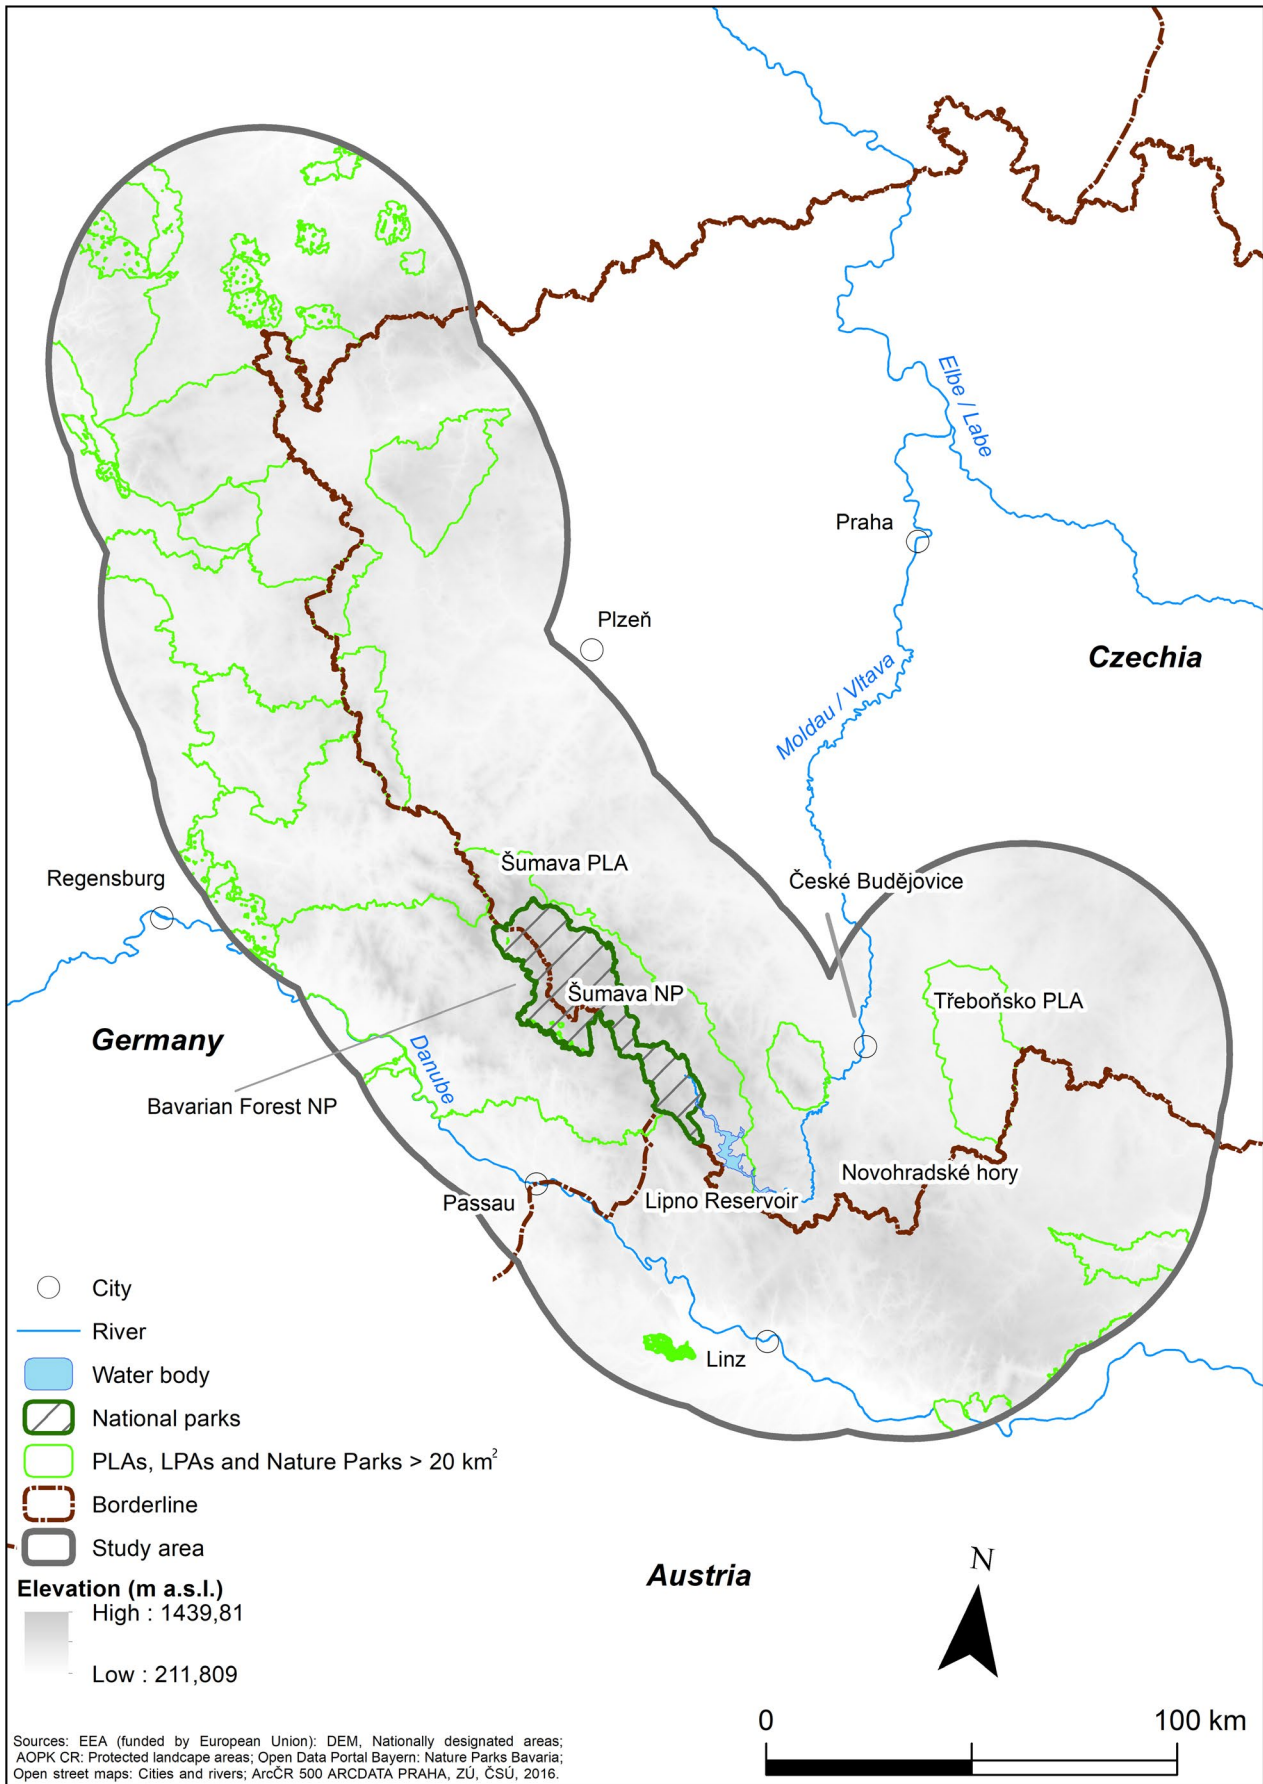 Elbe / Labe
Praha
Plzeň
Czechia
Moldau / Vltava
Šumava PLA
Regensburg
České Budějovice
Šumava NP
Třeboňsko PLA
Germany
Danube
Bavarian Forest NP
Novohradské hory
Passau
Lipno Reservoir
Linz
City
River
Water body
National parks
PLAs, LPAs and Nature Parks > 20 km²
Borderline
Study area
Elevation (m a.s.l.)
High : 1439,81
Low : 211,809
Austria
N
0 100 km
Sources: EEA (funded by European Union): DEM, Nationally designated areas;
AOPK CR: Protected landcape areas; Open Data Portal Bayern: Nature Parks Bavaria;
Open street maps: Cities and rivers; ArcČR 500 ARCDATA PRAHA, ZÚ, ČSÚ, 2016.